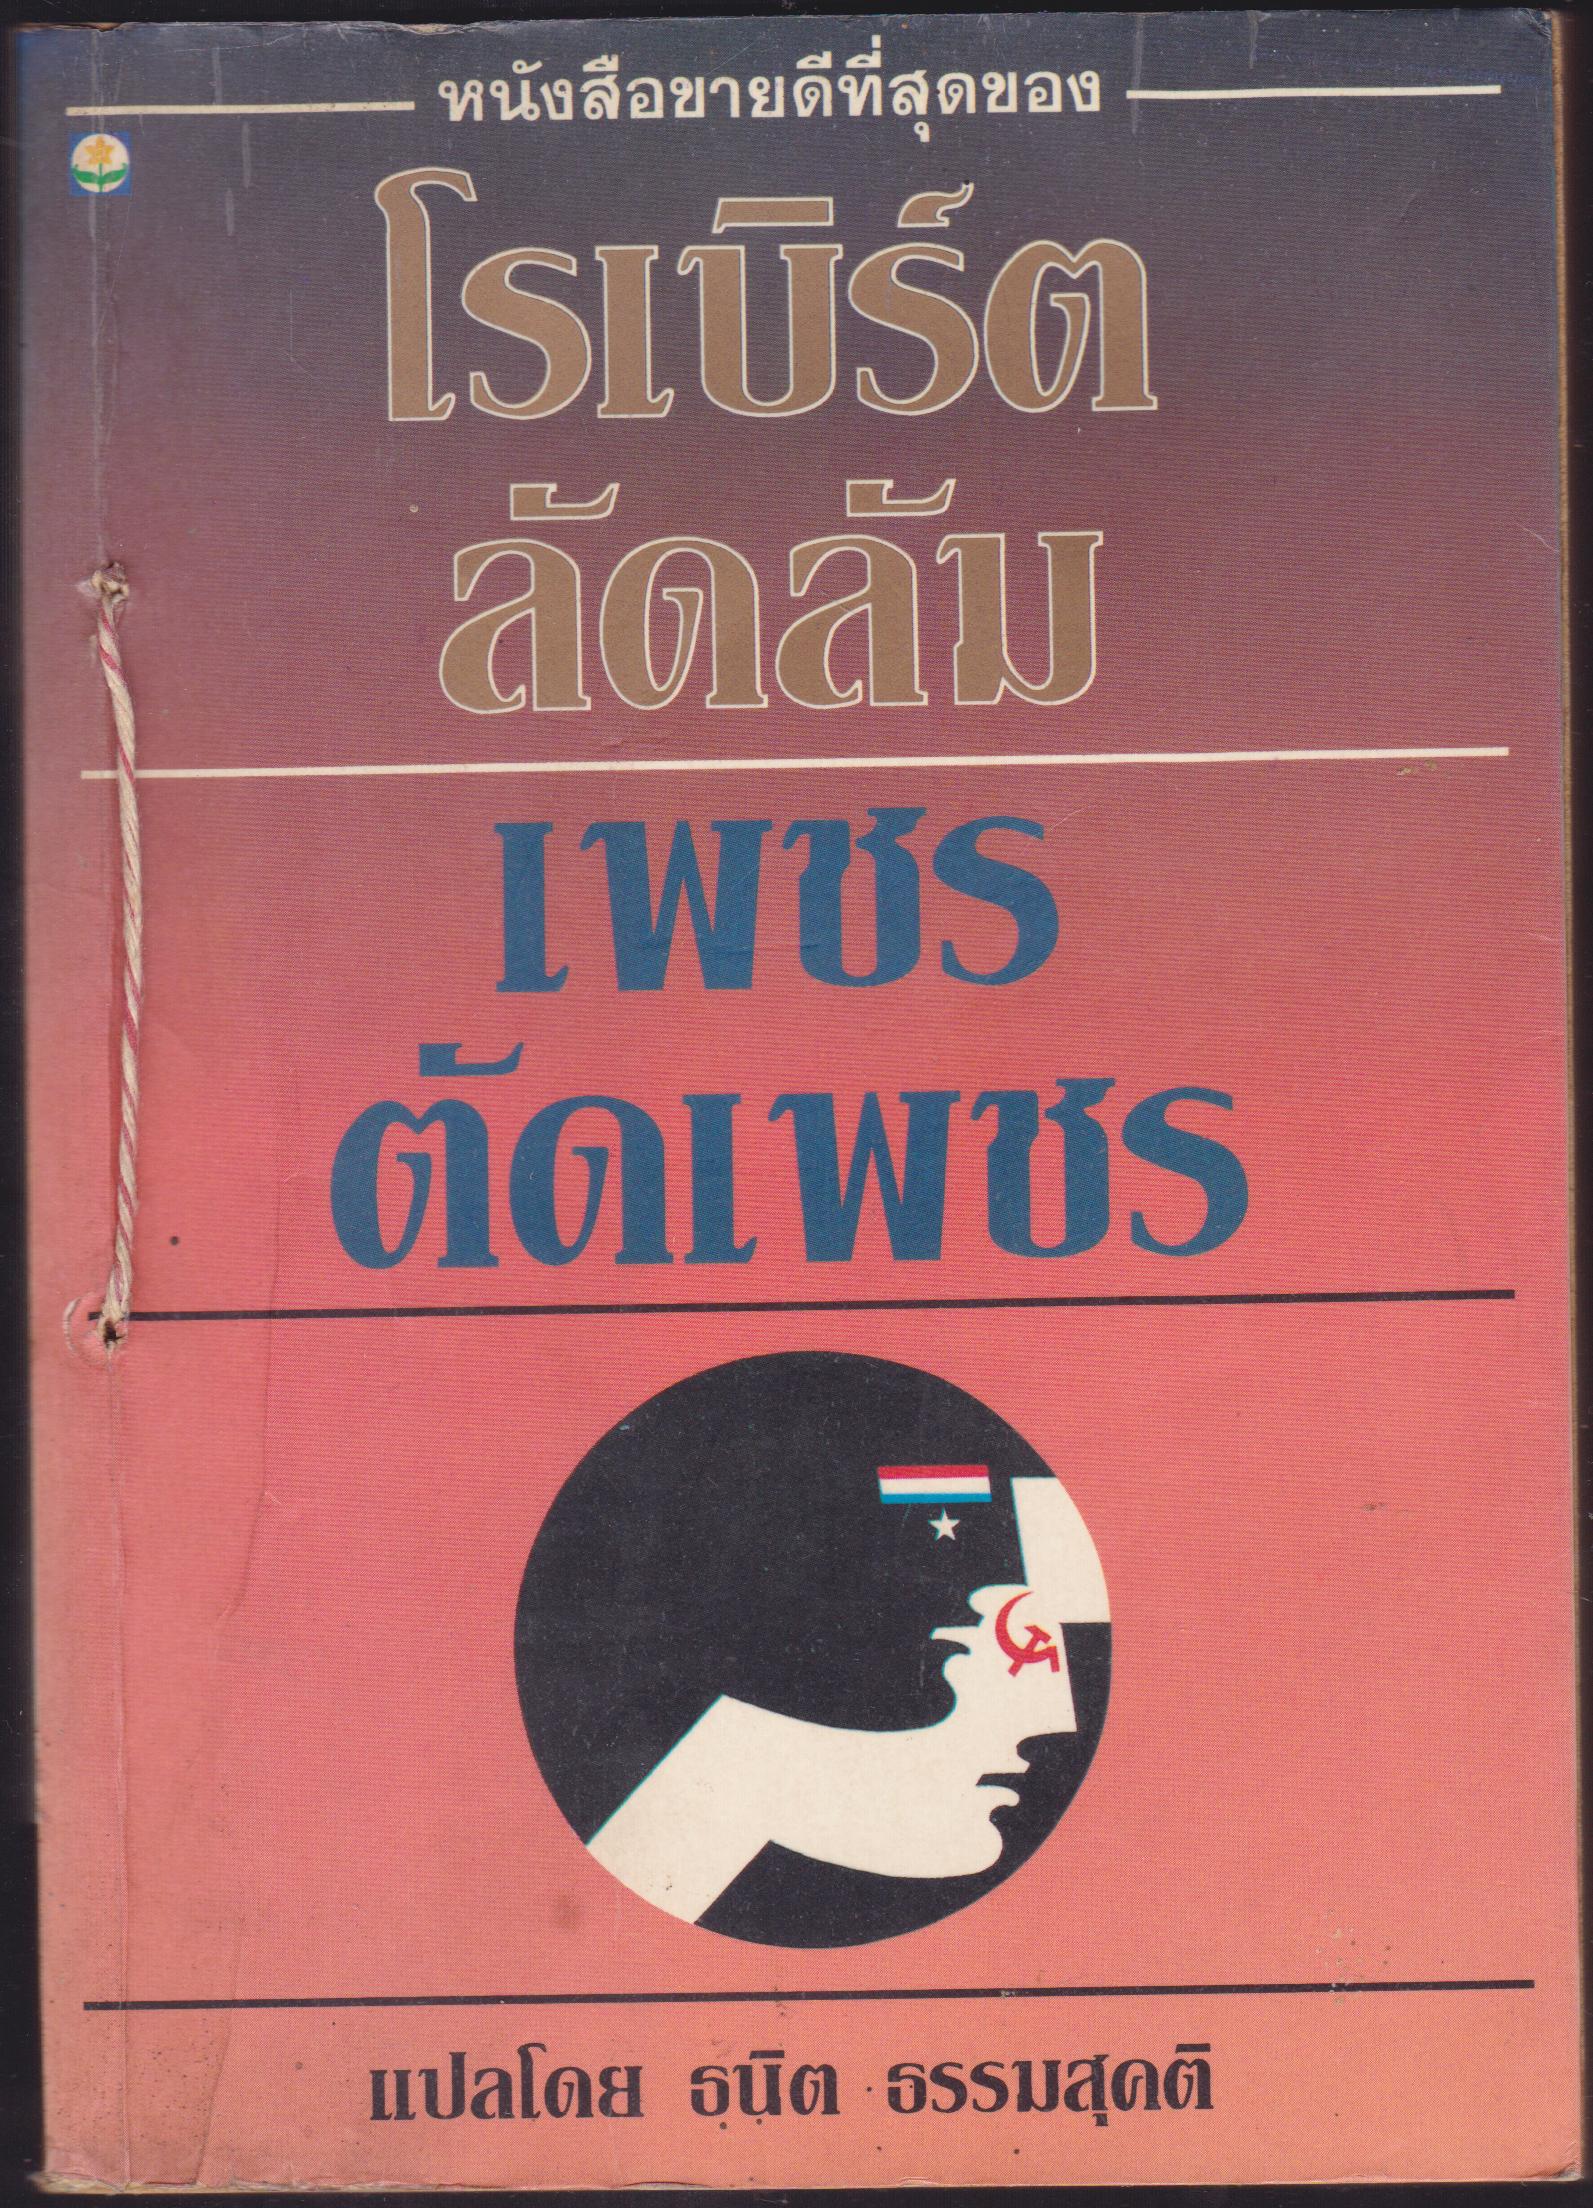 หนังสือขายดีที่สุดของ
โรเบิร์ต
ลัดลัม
เพชร
ตัดเพชร
แปลโดย ธนิต ธรรมสุคติ